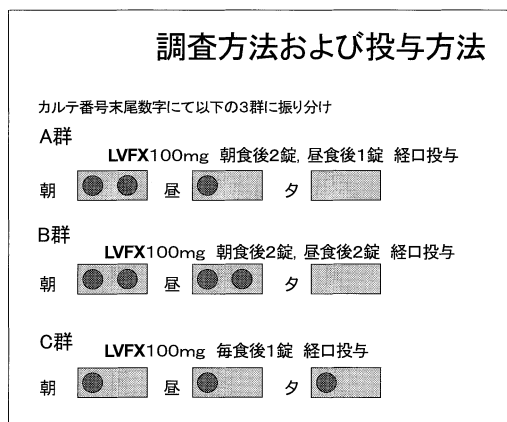 調査方法および投与方法
カルテ番号末尾数字にて以下の3群に振り分け
A群
LVFX100mg 朝食後2錠, 昼食後1錠 経口投与
朝 昼 夕
B群
LVFX100mg 朝食後2錠, 昼食後2錠 経口投与
朝 昼 夕
C群
LVFX100mg 毎食後1錠 経口投与
朝 昼 夕